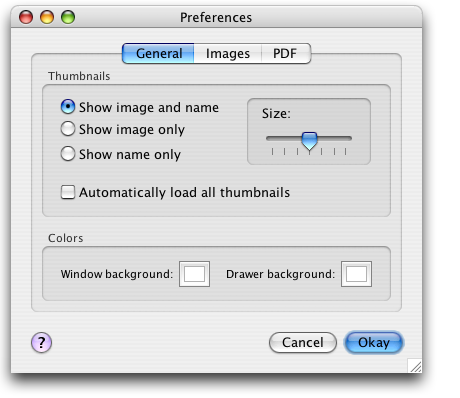 Preferences
General Images PDF
Thumbnails
Show image and name
Size:
Show image only
Show name only
Automatically load all thumbnails
Colors
Window background: Drawer background:
? Cancel Okay